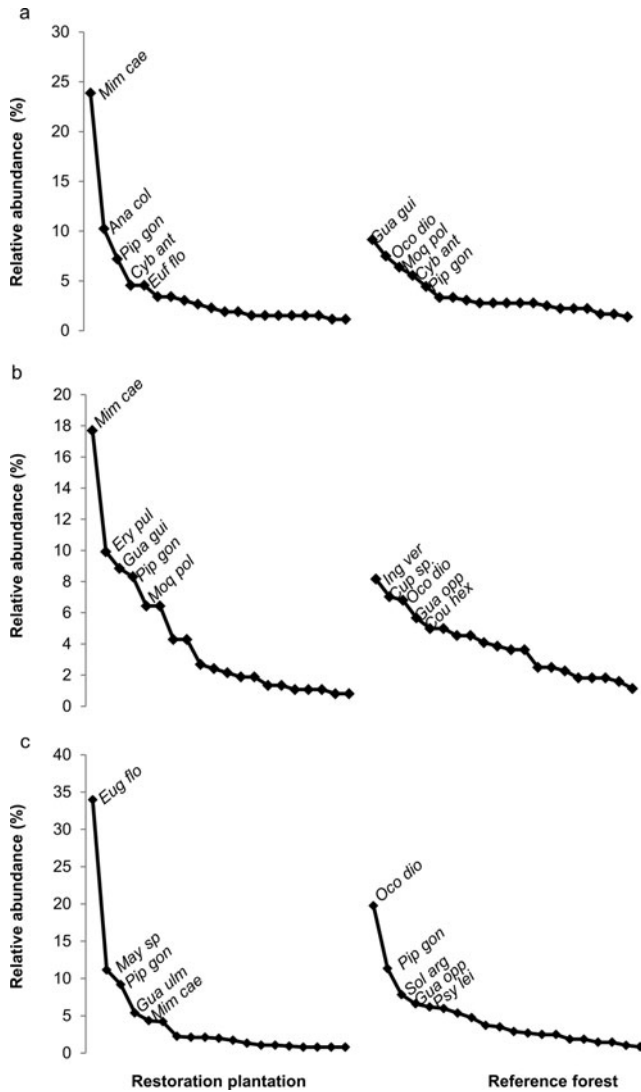 a
Relative abundance (%)
30
25
20
15
10
5
0
Mim cae
Ana col
Pip gon
Cyb ant
Euf flo
Gua gui
Oco dio
Moq pol
Cyb ant
Pip gon
b
Relative abundance (%)
20
18
16
14
12
10
8
6
4
2
0
Mim cae
Ery pul
Gua gui
Pip gon
Moq pol
Ing ver
Cup sp
Oco dio
Gua opp
Cou hex
c
Relative abundance (%)
40
35
30
25
20
15
10
5
0
Eug flo
May sp
Pip gon
Gua ulm
Mim cae
Oco dio
Pip gon
Sol arg
Gua opp
Psy lei
Restoration plantation
Reference forest